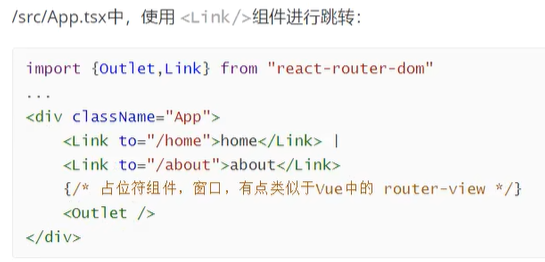 /src/App.tsx中，使用 <Link/>组件进行跳转：
import {Outlet,Link} from "react-router-dom"
...
<div className="App">
    <Link to="/home">home</Link> |
    <Link to="/about">about</Link>
    {/* 占位符组件，窗口，有点类似于Vue中的 router-view */}
    <Outlet />
</div>